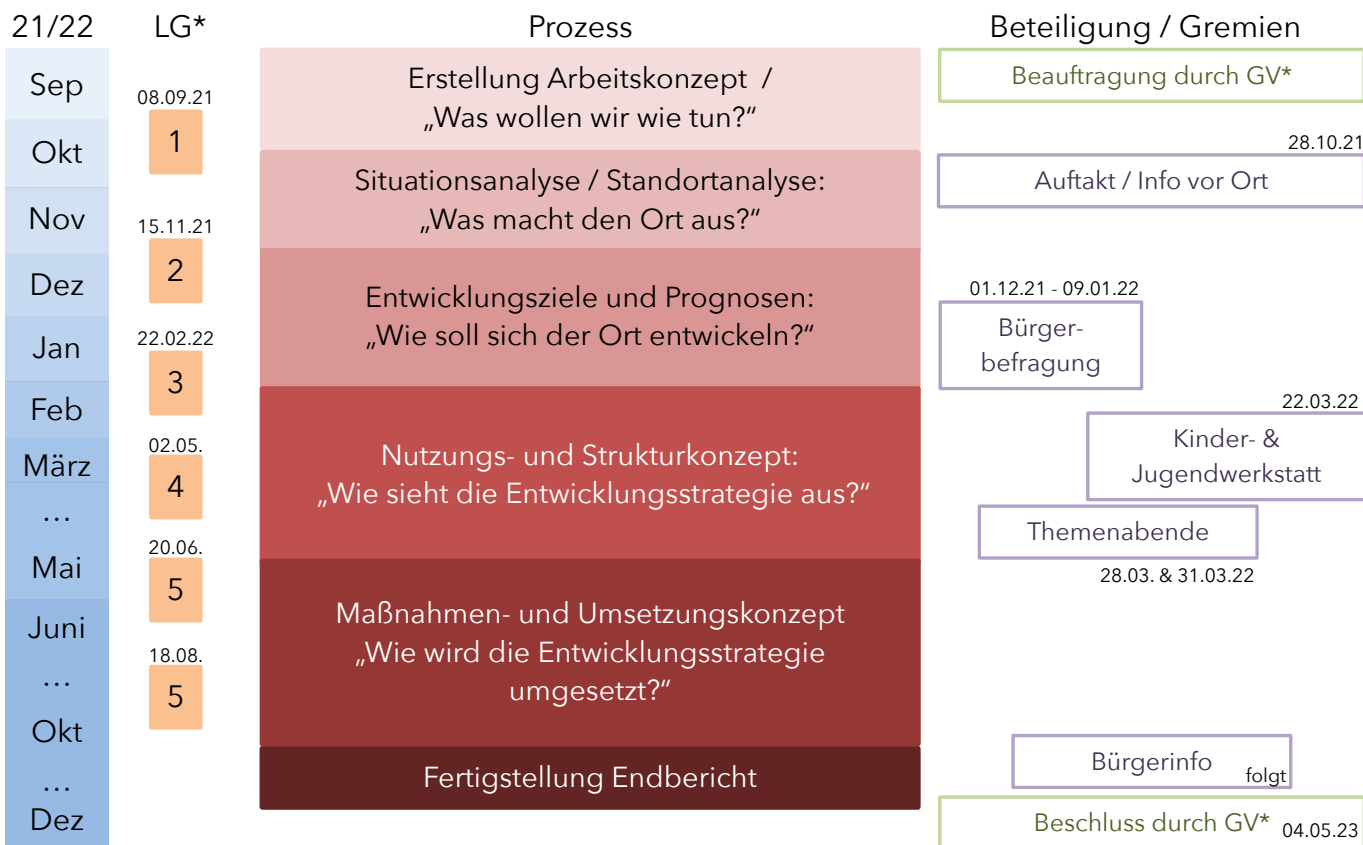 21/22
LG*
Prozess
Beteiligung / Gremien
Sep
Okt
Nov
Dez
Jan
Feb
März
…
Mai
Juni
…
Okt
…
Dez
08.09.21
1
15.11.21
2
22.02.22
3
02.05.
4
20.06.
5
18.08.
5
Erstellung Arbeitskonzept /
„Was wollen wir wie tun?“
Situationsanalyse / Standortanalyse:
„Was macht den Ort aus?“
Entwicklungsziele und Prognosen:
„Wie soll sich der Ort entwickeln?“
Nutzungs- und Strukturkonzept:
„Wie sieht die Entwicklungsstrategie aus?“
Maßnahmen- und Umsetzungskonzept
„Wie wird die Entwicklungsstrategie
umgesetzt?“
Fertigstellung Endbericht
Beauftragung durch GV*
28.10.21
Auftakt / Info vor Ort
01.12.21 - 09.01.22
Bürger-
befragung
22.03.22
Kinder- &
Jugendwerkstatt
Themenabende
28.03. & 31.03.22
Bürgerinfo
folgt
Beschluss durch GV*
04.05.23